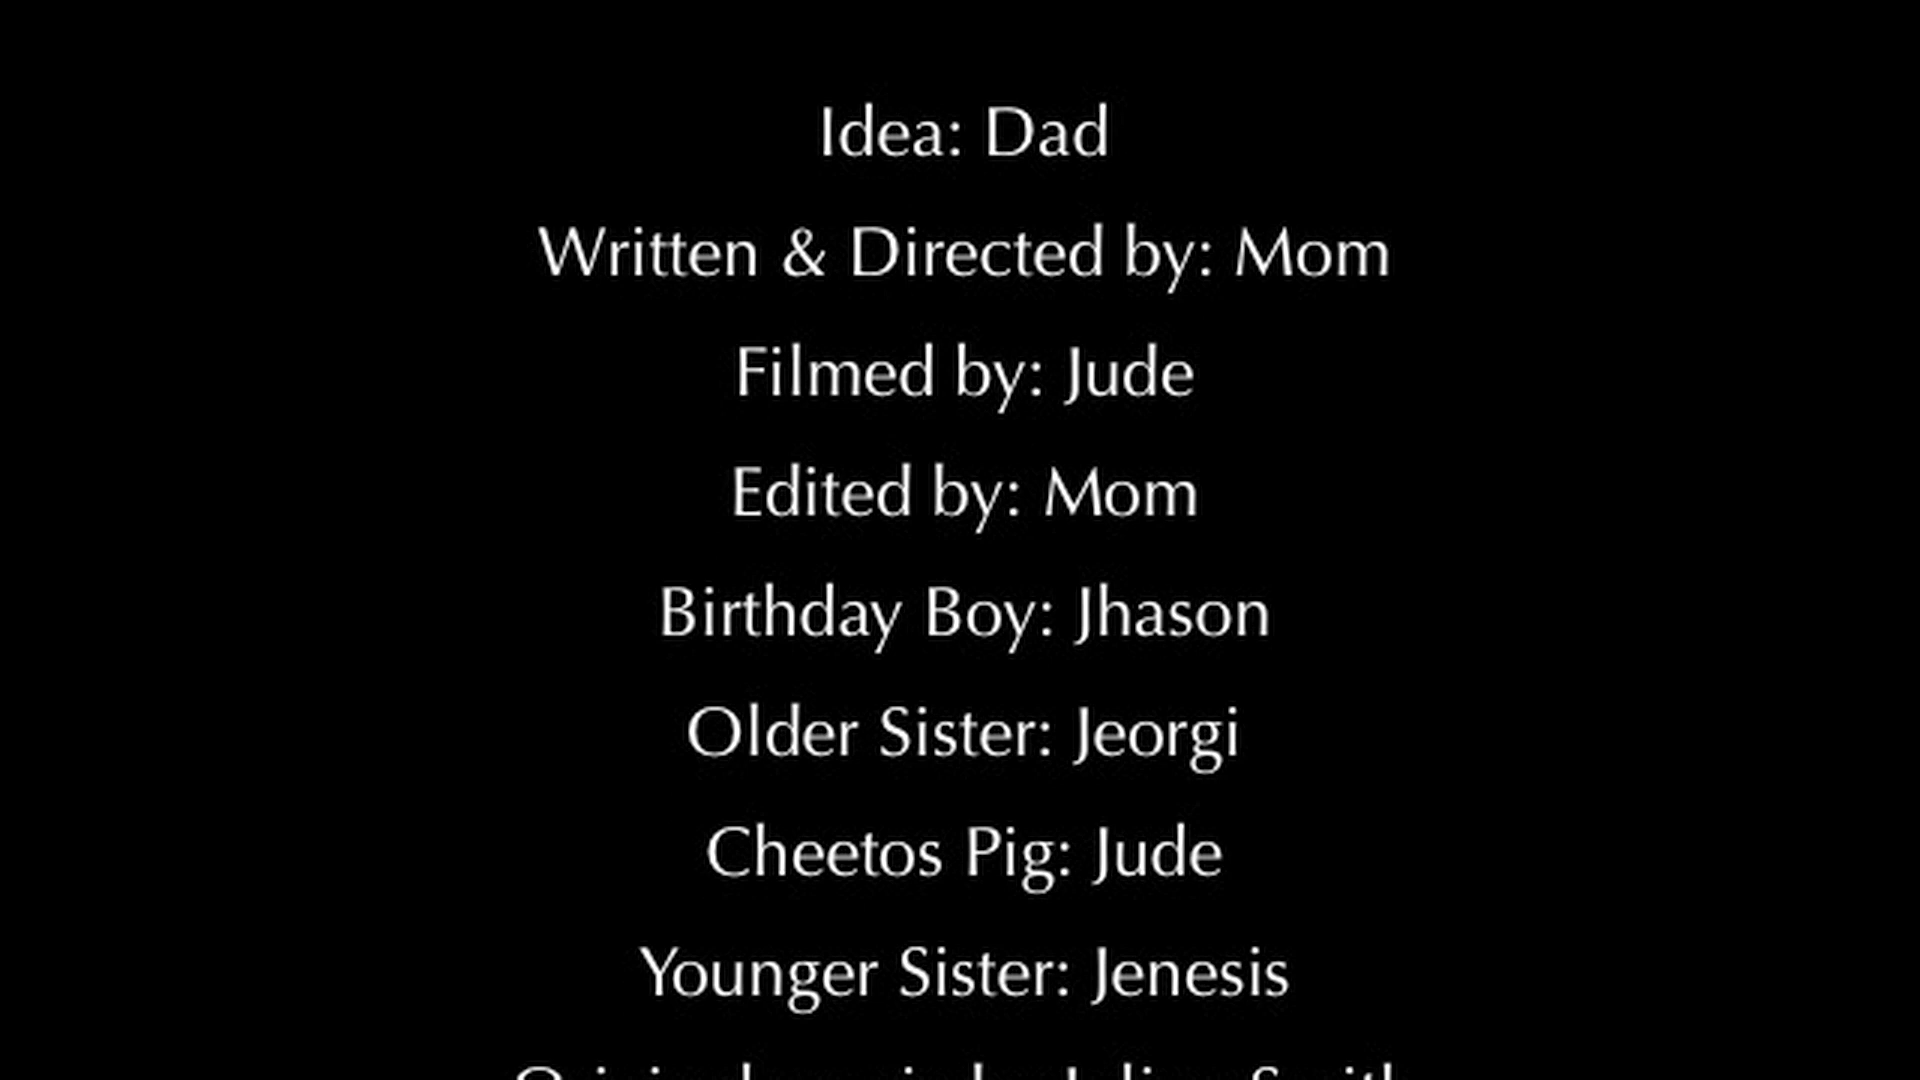 Idea: Dad
Written & Directed by: Mom
Filmed by: Jude
Edited by: Mom
Birthday Boy: Jhason
Older Sister: Jeorgi
Cheetos Pig: Jude
Younger Sister: Jenesis